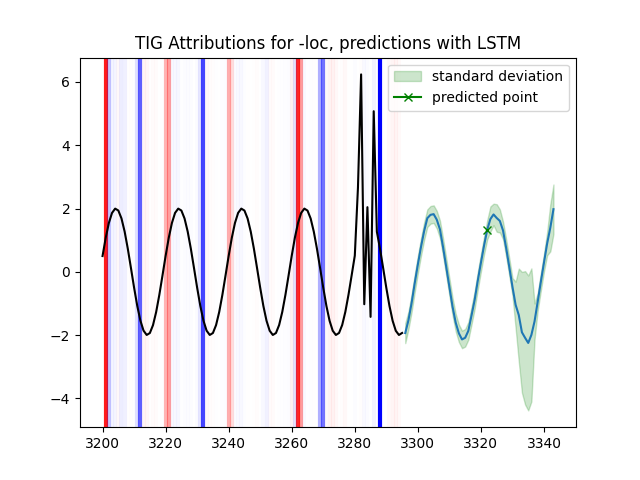 TIG Attributions for -loc, predictions with LSTM
standard deviation
predicted point
6
4
2
0
−2
−4
3200 3220 3240 3260 3280 3300 3320 3340